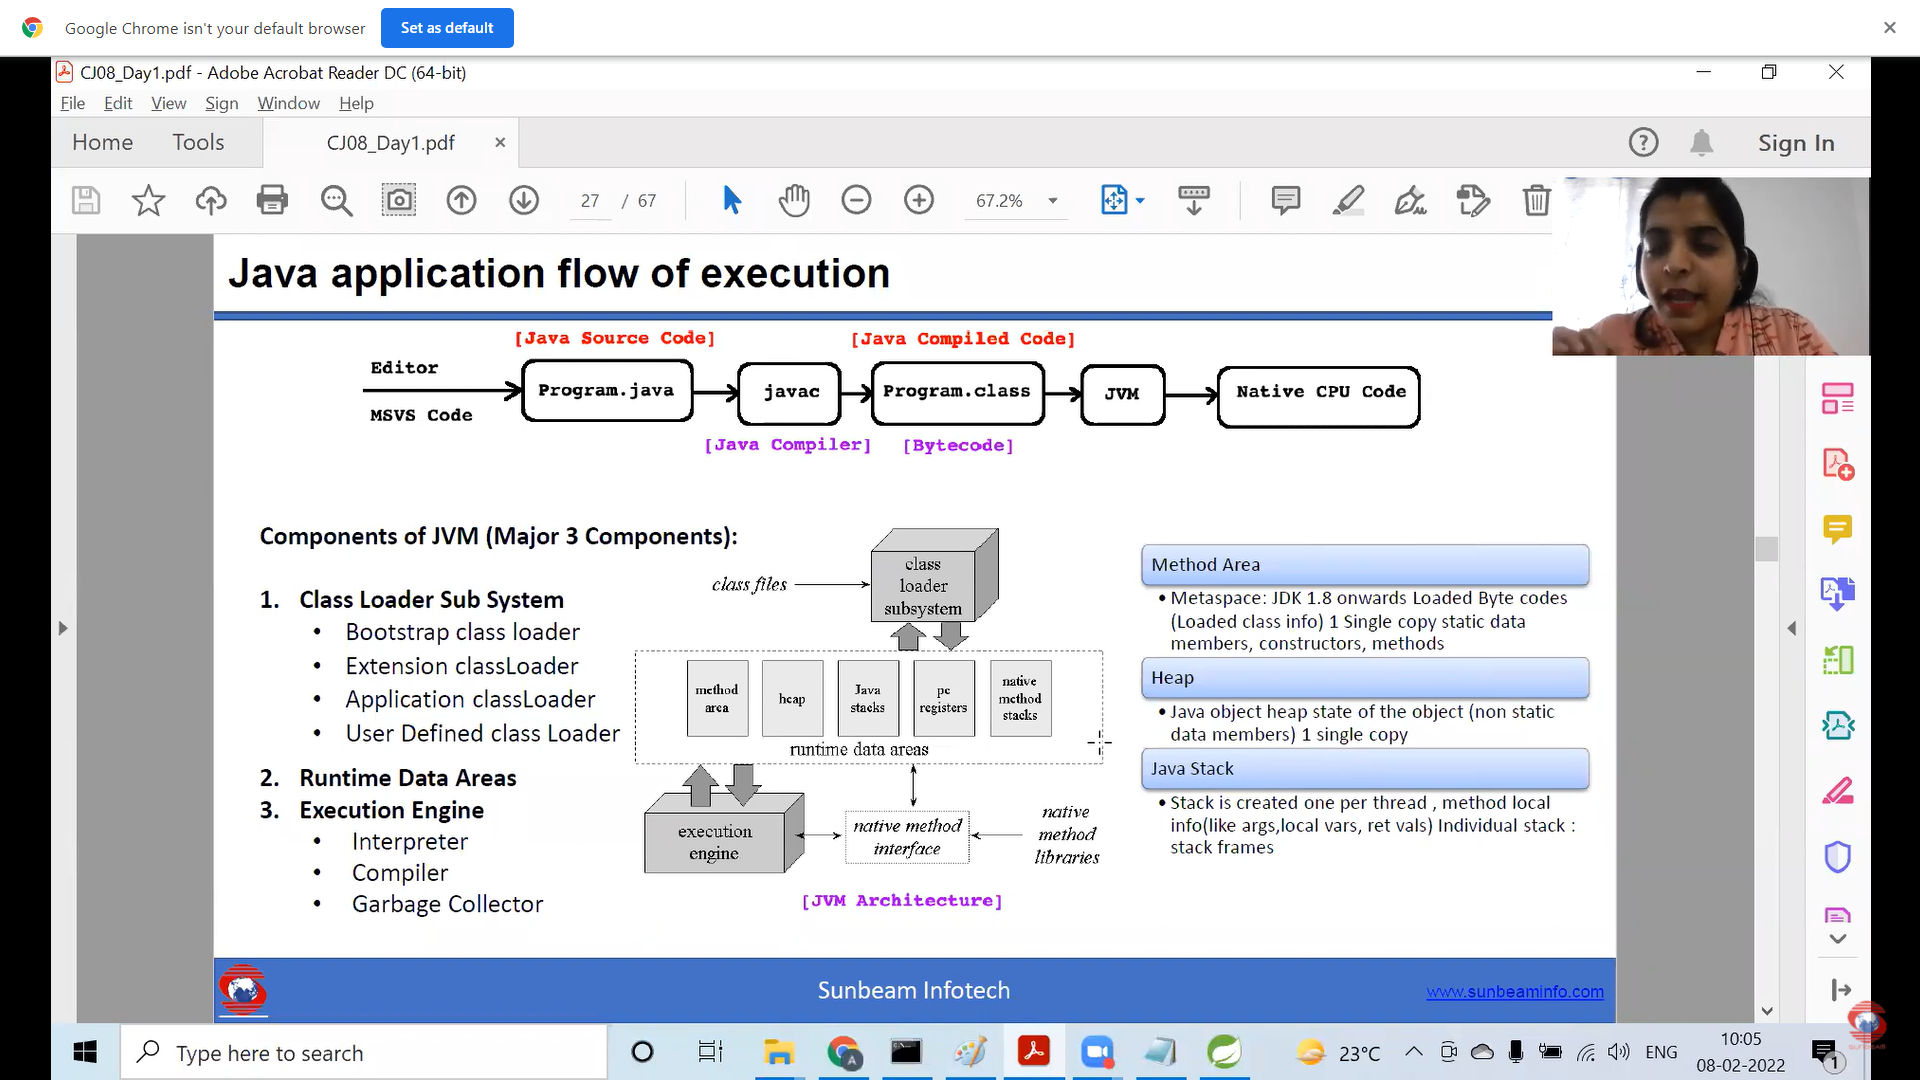 Google Chrome isn't your default browser Set as default
CJ08_Day1.pdf - Adobe Acrobat Reader DC (64-bit)
File Edit View Sign Window Help
Home Tools CJ08_Day1.pdf Sign In
27 / 67 67.2%
Java application flow of execution
[Java Source Code] [Java Compiled Code]
Editor
Program.java javac Program.class JVM Native CPU Code
MSVS Code
[Java Compiler] [Bytecode]
Components of JVM (Major 3 Components):
1. Class Loader Sub System
• Bootstrap class loader
• Extension classLoader
• Application classLoader
• User Defined class Loader
2. Runtime Data Areas
3. Execution Engine
• Interpreter
• Compiler
• Garbage Collector
class files
class
loader
subsystem
method
area
heap
Java
stacks
pc
registers
native
method
stacks
runtime data areas
execution
engine
native method
interface
native
method
libraries
[JVM Architecture]
Method Area
• Metaspace: JDK 1.8 onwards Loaded Byte codes
(Loaded class info) 1 Single copy static data
members, constructors, methods
Heap
• Java object heap state of the object (non static
data members) 1 single copy
Java Stack
• Stack is created one per thread , method local
info(like args,local vars, ret vals) Individual stack :
stack frames
Sunbeam Infotech
www.sunbeaminfo.com
Type here to search
23°C
ENG
10:05
08-02-2022
1